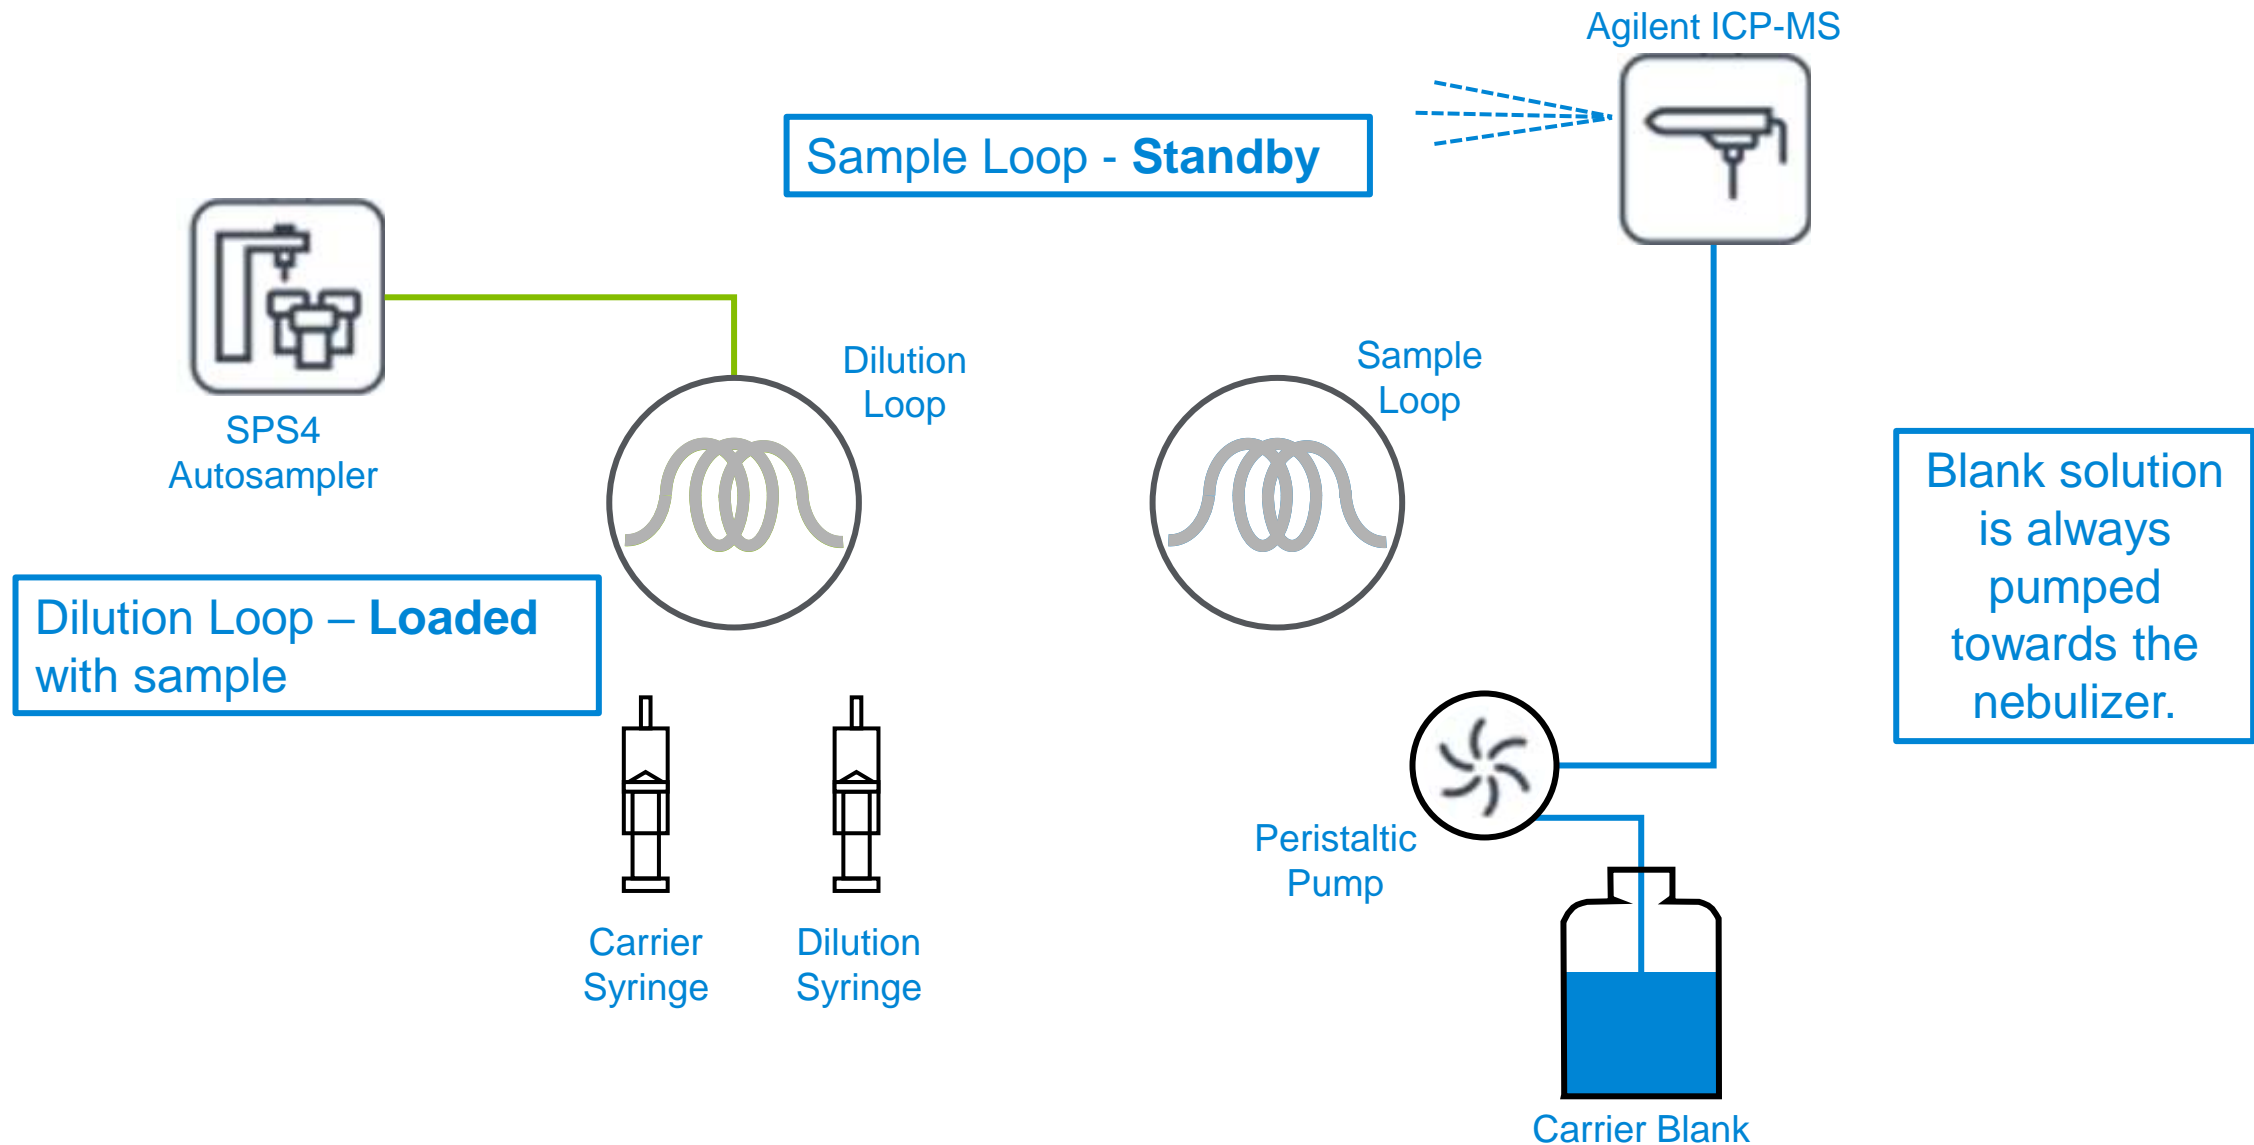 Agilent ICP-MS
Sample Loop - Standby
SPS4
Autosampler
Dilution
Loop
Sample
Loop
Dilution Loop – Loaded
with sample
Blank solution
is always
pumped
towards the
nebulizer.
Peristaltic
Pump
Carrier
Syringe
Dilution
Syringe
Carrier Blank